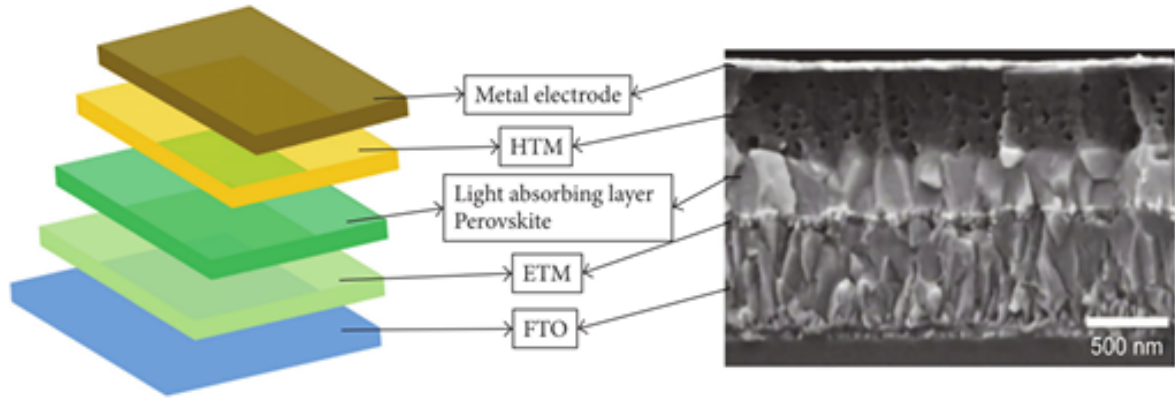 Metal electrode
HTM
Light absorbing layer
Perovskite
ETM
FTO
500 nm